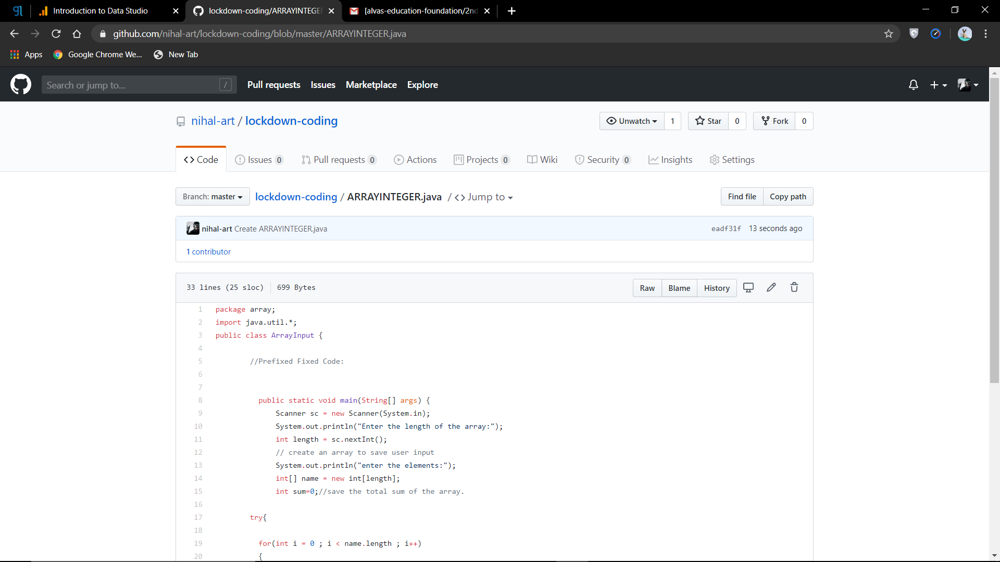 Introduction to Data Studio
lockdown-coding/ARRAYINTEGER
[alvas-education-foundation/2nd
github.com/nihal-art/lockdown-coding/blob/master/ARRAYINTEGER.java
Apps
Google Chrome We...
New Tab
Search or jump to...
/
Pull requests
Issues
Marketplace
Explore
nihal-art / lockdown-coding
Unwatch 1
Star 0
Fork 0
Code
Issues 0
Pull requests 0
Actions
Projects 0
Wiki
Security 0
Insights
Settings
Branch: master
lockdown-coding / ARRAYINTEGER.java / <> Jump to
Find file
Copy path
nihal-art Create ARRAYINTEGER.java
eadf31f 13 seconds ago
1 contributor
33 lines (25 sloc) 699 Bytes
Raw
Blame
History
1 package array;
2 import java.util.*;
3 public class ArrayInput {
4
5 //Prefixed Fixed Code:
6
7
8 public static void main(String[] args) {
9 Scanner sc = new Scanner(System.in);
10 System.out.println("Enter the length of the array:");
11 int length = sc.nextInt();
12 // create an array to save user input
13 System.out.println("enter the elements:");
14 int[] name = new int[length];
15 int sum=0;//save the total sum of the array.
16
17 try{
18
19 for(int i = 0 ; i < name.length ; i++)
20 {